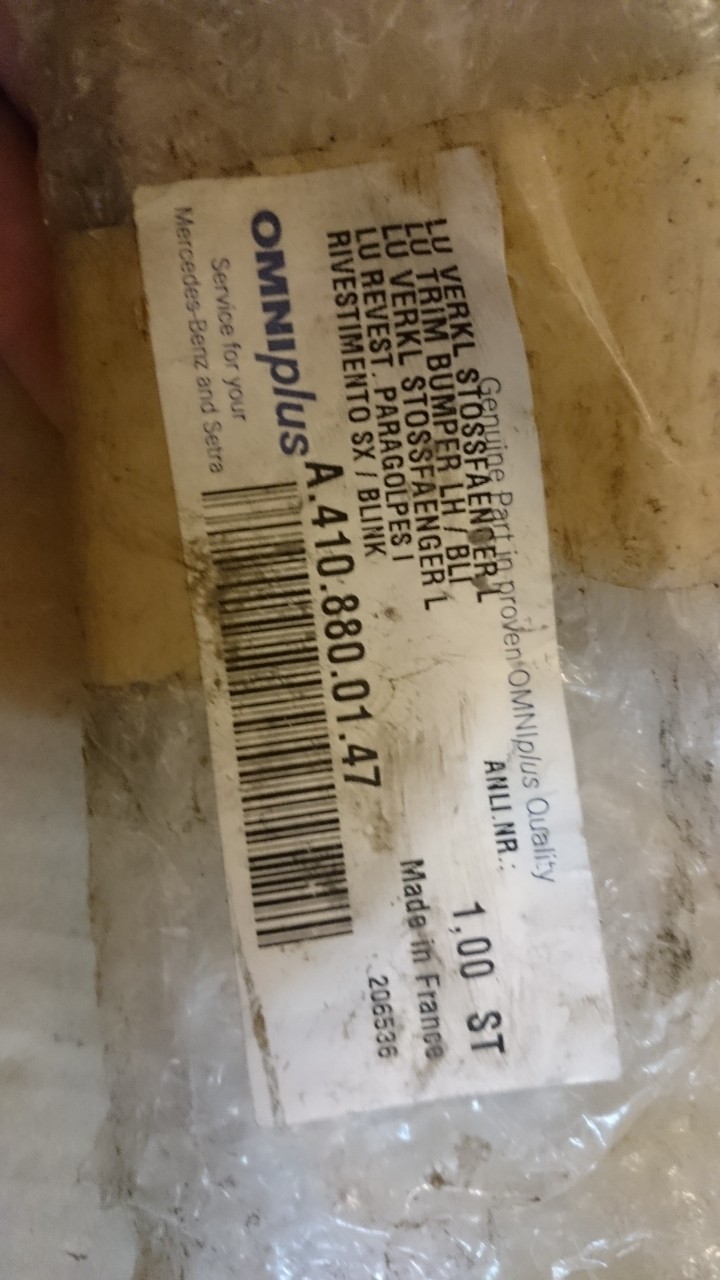 Genuine Part in proven OMNIplus Quality
LU VERKL STOSSFAENGER L
LU TRIM BUMPER LH / BLI
LU VERKL STOSSFAENGER L
LU REVEST. PARAGOLPES I
RIVESTIMENTO SX / BLINK
ANLI.NR.:
1,00 ST
Made in France
206536
OMNIplus
A.410.880.01.47
Service for your
Mercedes-Benz and Setra